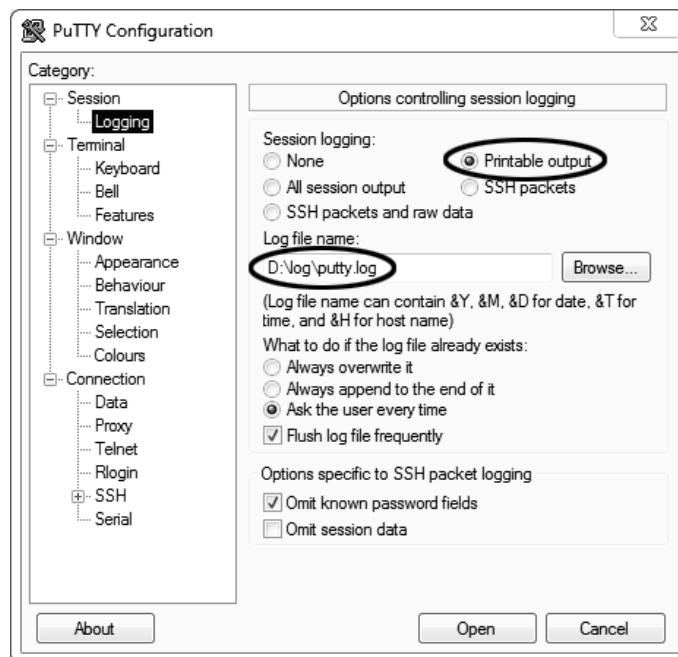 PuTTY Configuration
Category:
Session
Logging
Terminal
Keyboard
Bell
Features
Window
Appearance
Behaviour
Translation
Selection
Colours
Connection
Data
Proxy
Telnet
Rlogin
SSH
Serial
Options controlling session logging
Session logging:
None
Printable output
All session output
SSH packets
SSH packets and raw data
Log file name:
D:\log\putty.log
Browse...
(Log file name can contain &Y, &M, &D for date, &T for
time, and &H for host name)
What to do if the log file already exists:
Always overwrite it
Always append to the end of it
Ask the user every time
Flush log file frequently
Options specific to SSH packet logging
Omit known password fields
Omit session data
About
Open
Cancel